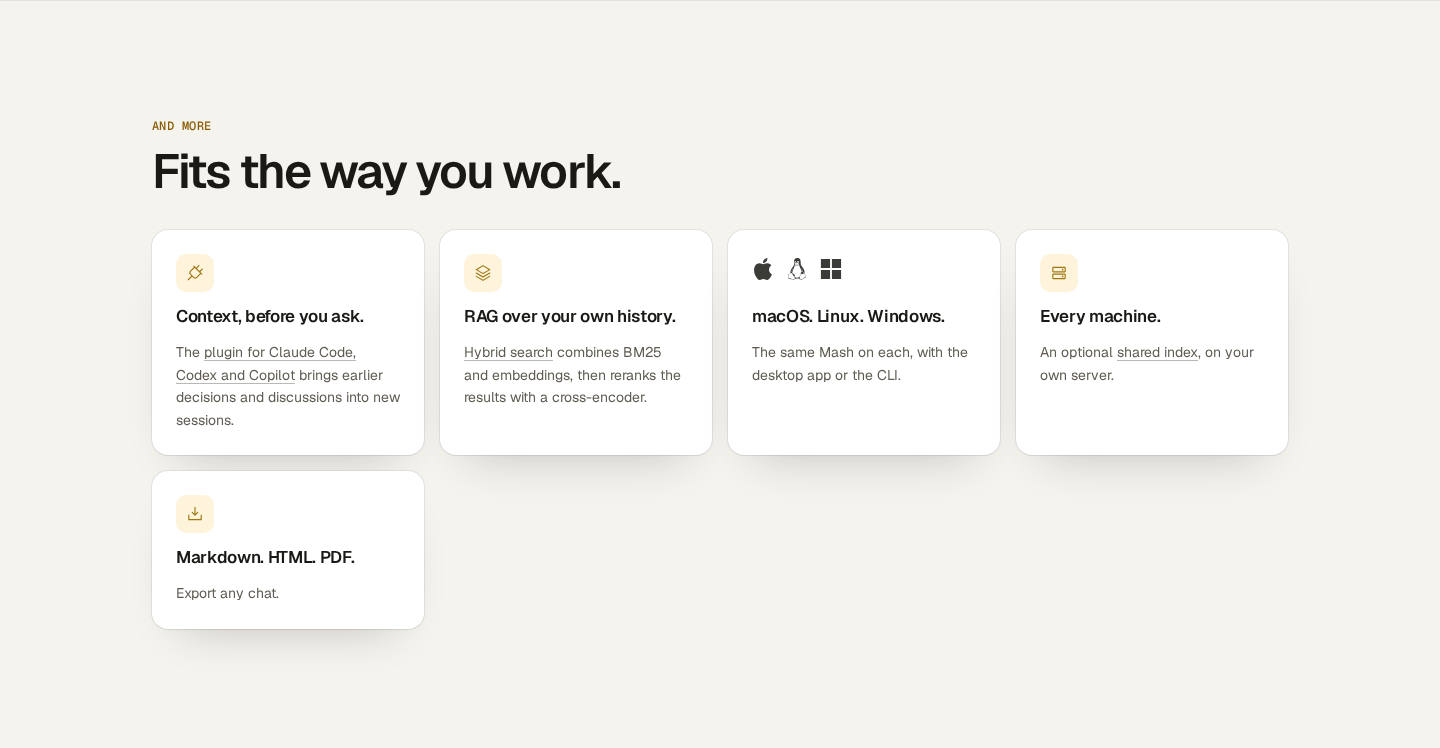 AND MORE
Fits the way you work.
Context, before you ask.
The plugin for Claude Code,
Codex and Copilot brings earlier
decisions and discussions into new
sessions.
RAG over your own history.
Hybrid search combines BM25
and embeddings, then reranks the
results with a cross-encoder.
macOS. Linux. Windows.
The same Mash on each, with the
desktop app or the CLI.
Every machine.
An optional shared index, on your
own server.
Markdown. HTML. PDF.
Export any chat.